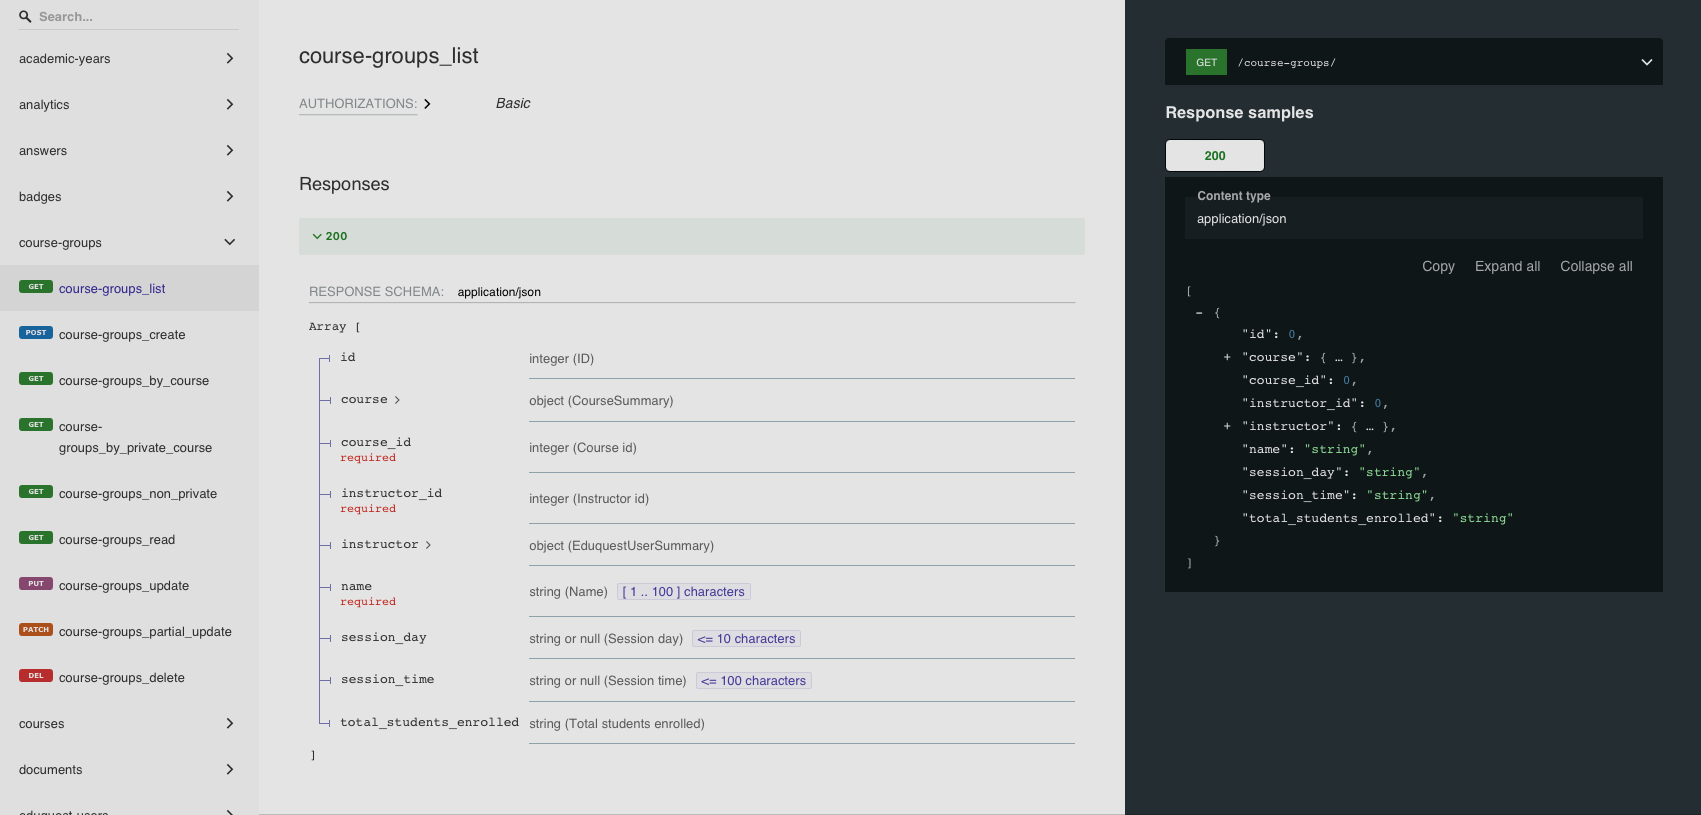 Search...
academic-years
analytics
answers
badges
course-groups
GET course-groups_list
POST course-groups_create
GET course-groups_by_course
GET course-
groups_by_private_course
GET course-groups_non_private
GET course-groups_read
PUT course-groups_update
PATCH course-groups_partial_update
DEL course-groups_delete
courses
documents
eduquest-users
course-groups_list
AUTHORIZATIONS: Basic
Responses
200
RESPONSE SCHEMA: application/json
Array [
id integer (ID)
course object (CourseSummary)
course_id integer (Course id)
required
instructor_id integer (Instructor id)
required
instructor object (EduquestUserSummary)
name string (Name) [ 1 .. 100 ] characters
required
session_day string or null (Session day) <= 10 characters
session_time string or null (Session time) <= 100 characters
total_students_enrolled string (Total students enrolled)
]
GET /course-groups/
Response samples
200
Content type
application/json
Copy Expand all Collapse all
[
- {
"id": 0,
+ "course": { … },
"course_id": 0,
"instructor_id": 0,
+ "instructor": { … },
"name": "string",
"session_day": "string",
"session_time": "string",
"total_students_enrolled": "string"
}
]